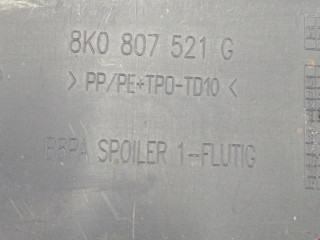 8K0 807 521 G
> PP/PE+TPO-TD10 <
SPOILER 1-FLUTIG